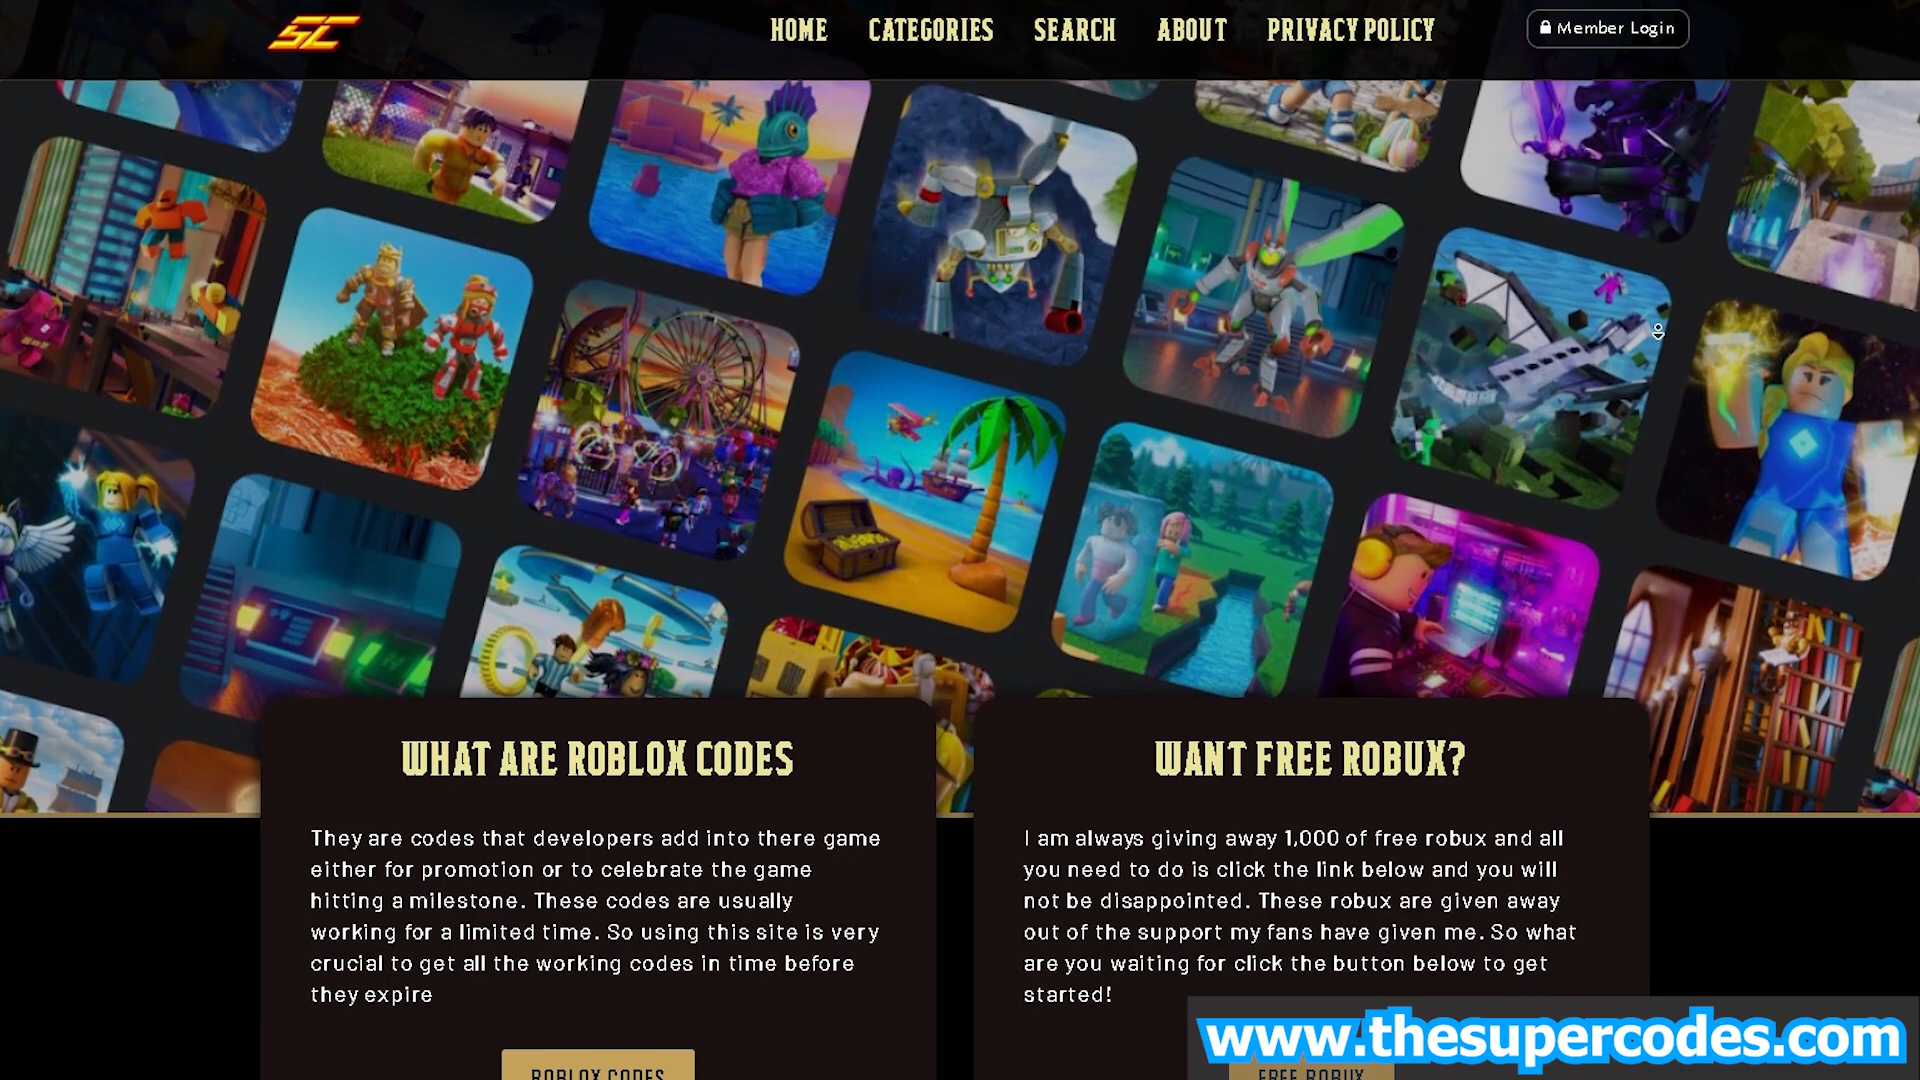 SC
HOME CATEGORIES SEARCH ABOUT PRIVACY POLICY Member Login
WHAT ARE ROBLOX CODES
They are codes that developers add into there game
either for promotion or to celebrate the game
hitting a milestone. These codes are usually
working for a limited time. So using this site is very
crucial to get all the working codes in time before
they expire
ROBLOX CODES
WANT FREE ROBUX?
I am always giving away 1,000 of free robux and all
you need to do is click the link below and you will
not be disappointed. These robux are given away
out of the support my fans have given me. So what
are you waiting for click the button below to get
started!
FREE ROBUX
www.thesupercodes.com